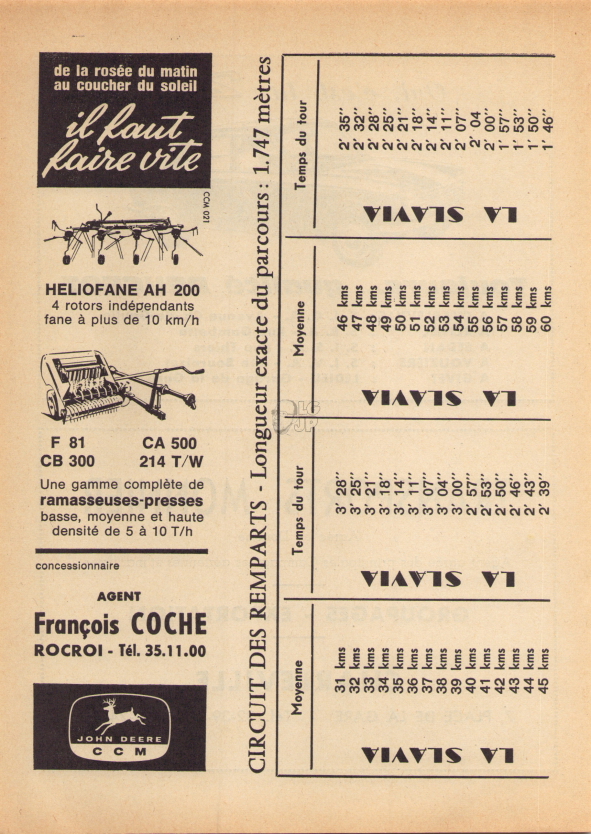 de la rosée du matin
au coucher du soleil
il faut
faire vite
CCM 021
HELIOFANE AH 200
4 rotors indépendants
fane à plus de 10 km/h
F 81 CA 500
CB 300 214 T/W
Une gamme complète de
ramasseuses-presses
basse, moyenne et haute
densité de 5 à 10 T/h
concessionnaire
AGENT
François COCHE
ROCROI - Tél. 35.11.00
JOHN DEERE
CCM
CIRCUIT DES REMPARTS - Longueur exacte du parcours : 1.747 mètres
Moyenne Temps du tour Moyenne Temps du tour
31 kms 3' 28'' 46 kms 2' 35''
32 kms 3' 25'' 47 kms 2' 32''
33 kms 3' 21'' 48 kms 2' 28''
34 kms 3' 18'' 49 kms 2' 25''
35 kms 3' 14'' 50 kms 2' 21''
36 kms 3' 11'' 51 kms 2' 18''
37 kms 3' 07'' 52 kms 2' 14''
38 kms 3' 04'' 53 kms 2' 11''
39 kms 3' 00'' 54 kms 2' 07''
40 kms 2' 57'' 55 kms 2' 04
41 kms 2' 53'' 56 kms 2' 00''
42 kms 2' 50'' 57 kms 1' 57''
43 kms 2' 46'' 58 kms 1' 53''
44 kms 2' 43'' 59 kms 1' 50''
45 kms 2' 39'' 60 kms 1' 46''
LA SLAVIA
LA SLAVIA
LA SLAVIA
LA SLAVIA